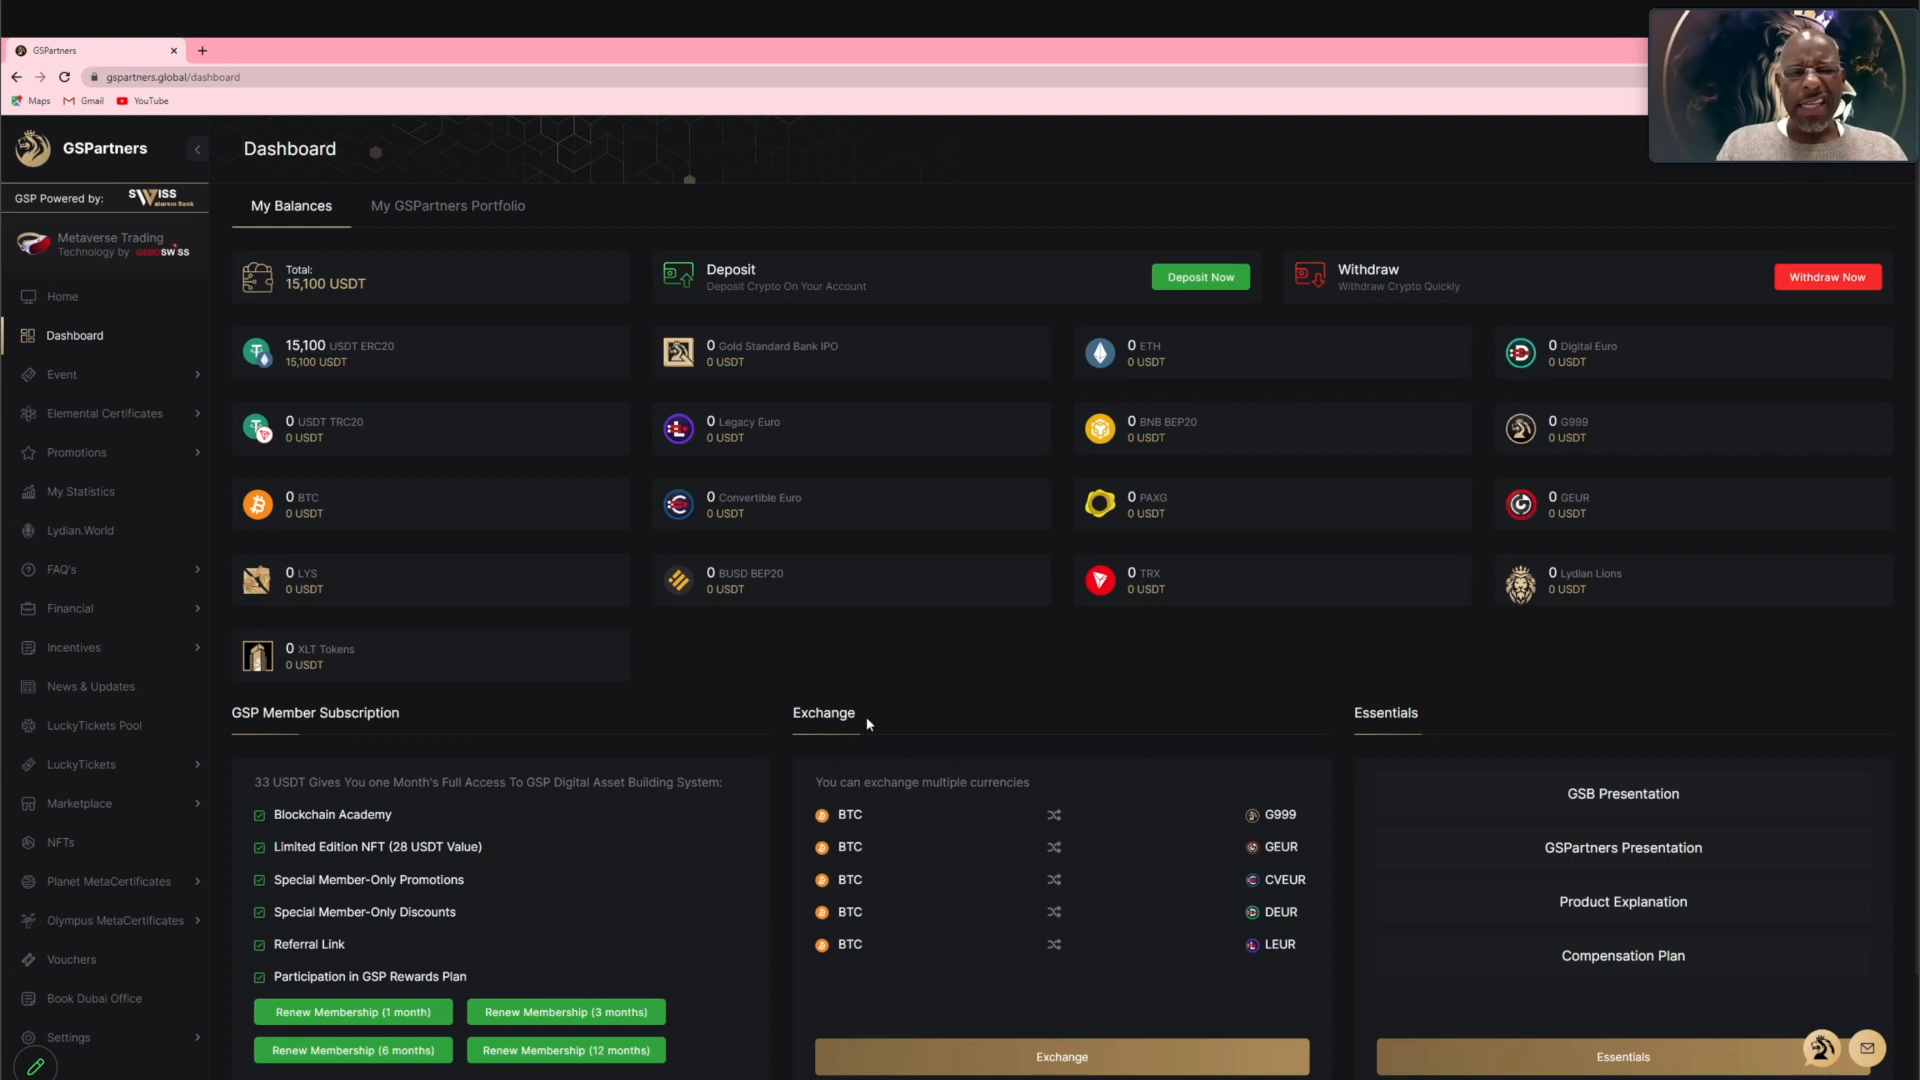 GSPartners
gspartners.global/dashboard
Maps Gmail YouTube
GSPartners
Dashboard
GSP Powered by: SWISS Valorem Bank
Metaverse Trading
Technology by GSBDSWISS
Home
Dashboard
Event
Elemental Certificates
Promotions
My Statistics
Lydian.World
FAQ's
Financial
Incentives
News & Updates
LuckyTickets Pool
LuckyTickets
Marketplace
NFTs
Planet MetaCertificates
Olympus MetaCertificates
Vouchers
Book Dubai Office
Settings
My Balances My GSPartners Portfolio
Total:
15,100 USDT
Deposit
Deposit Crypto On Your Account
Deposit Now
Withdraw
Withdraw Crypto Quickly
Withdraw Now
15,100 USDT ERC20
15,100 USDT
0 Gold Standard Bank IPO
0 USDT
0 ETH
0 USDT
0 Digital Euro
0 USDT
0 USDT TRC20
0 USDT
0 Legacy Euro
0 USDT
0 BNB BEP20
0 USDT
0 G999
0 USDT
0 BTC
0 USDT
0 Convertible Euro
0 USDT
0 PAXG
0 USDT
0 GEUR
0 USDT
0 LYS
0 USDT
0 BUSD BEP20
0 USDT
0 TRX
0 USDT
0 Lydian Lions
0 USDT
0 XLT Tokens
0 USDT
GSP Member Subscription
33 USDT Gives You one Month's Full Access To GSP Digital Asset Building System:
Blockchain Academy
Limited Edition NFT (28 USDT Value)
Special Member-Only Promotions
Special Member-Only Discounts
Referral Link
Participation in GSP Rewards Plan
Renew Membership (1 month) Renew Membership (3 months)
Renew Membership (6 months) Renew Membership (12 months)
Exchange
You can exchange multiple currencies
BTC G999
BTC GEUR
BTC CVEUR
BTC DEUR
BTC LEUR
Exchange
Essentials
GSB Presentation
GSPartners Presentation
Product Explanation
Compensation Plan
Essentials